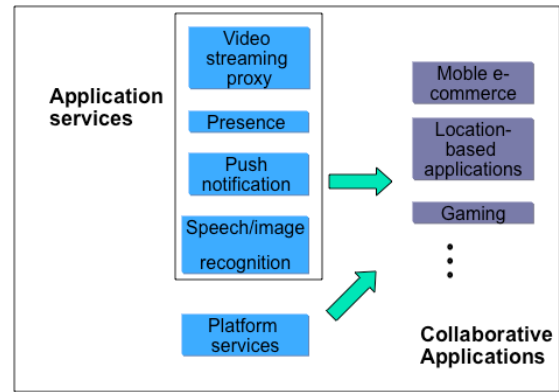 Application
services
Video
streaming
proxy
Presence
Push
notification
Speech/image
recognition
Platform
services
Moble e-
commerce
Location-
based
applications
Gaming
Collaborative
Applications